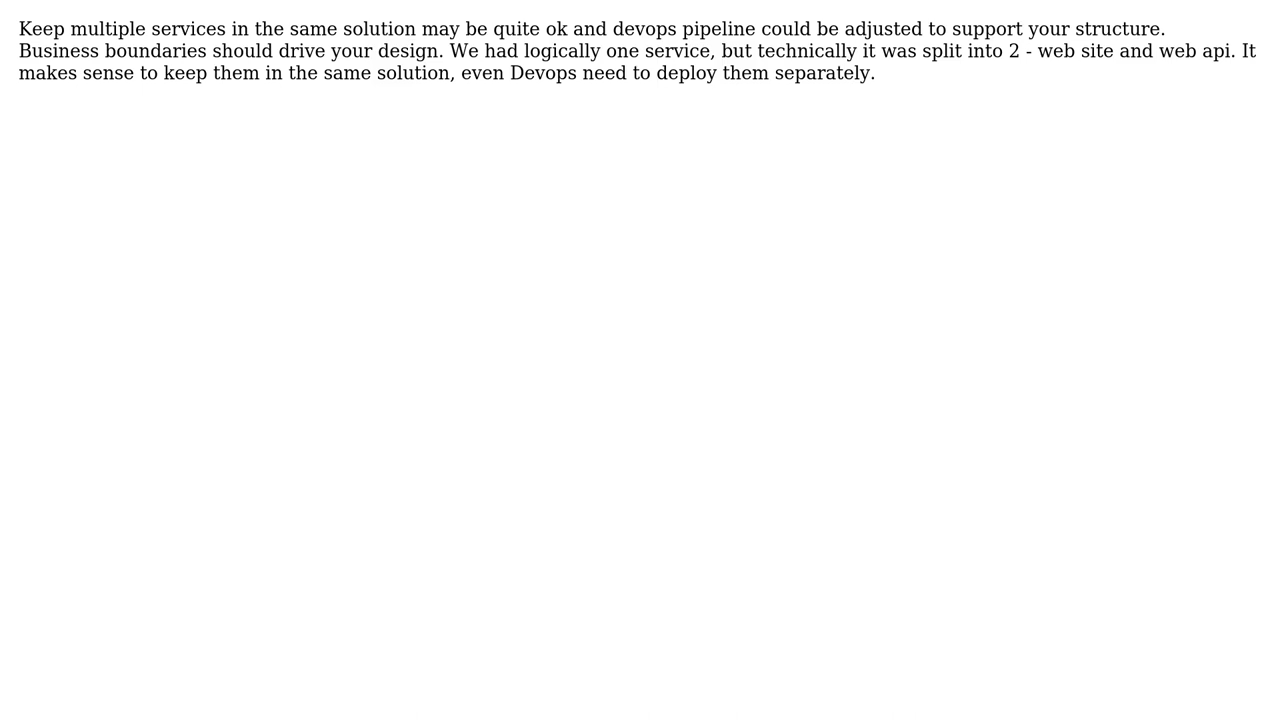 Keep multiple services in the same solution may be quite ok and devops pipeline could be adjusted to support your structure.
Business boundaries should drive your design. We had logically one service, but technically it was split into 2 - web site and web api. It
makes sense to keep them in the same solution, even Devops need to deploy them separately.